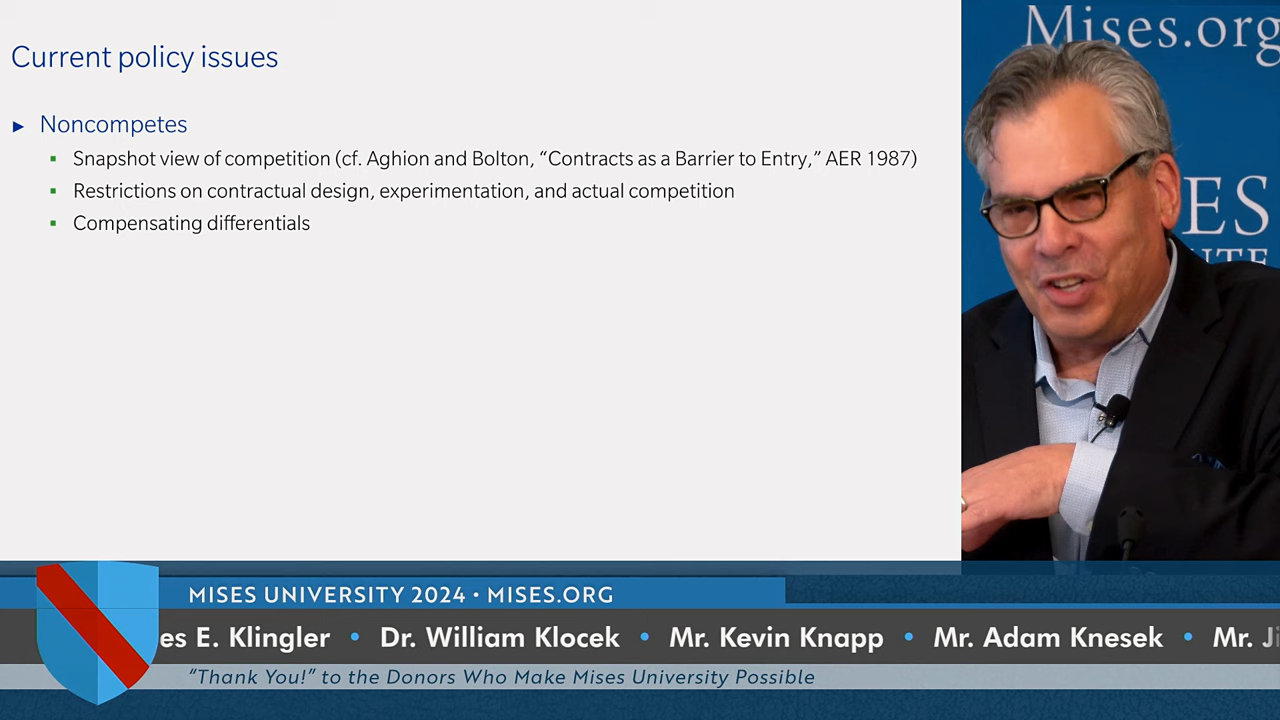 Current policy issues
Noncompetes
Snapshot view of competition (cf. Aghion and Bolton, “Contracts as a Barrier to Entry,” AER 1987)
Restrictions on contractual design, experimentation, and actual competition
Compensating differentials
Mises.org
ES
UTE
MISES UNIVERSITY 2024 • MISES.ORG
es E. Klingler • Dr. William Klocek • Mr. Kevin Knapp • Mr. Adam Knesek • Mr. Ji
“Thank You!” to the Donors Who Make Mises University Possible